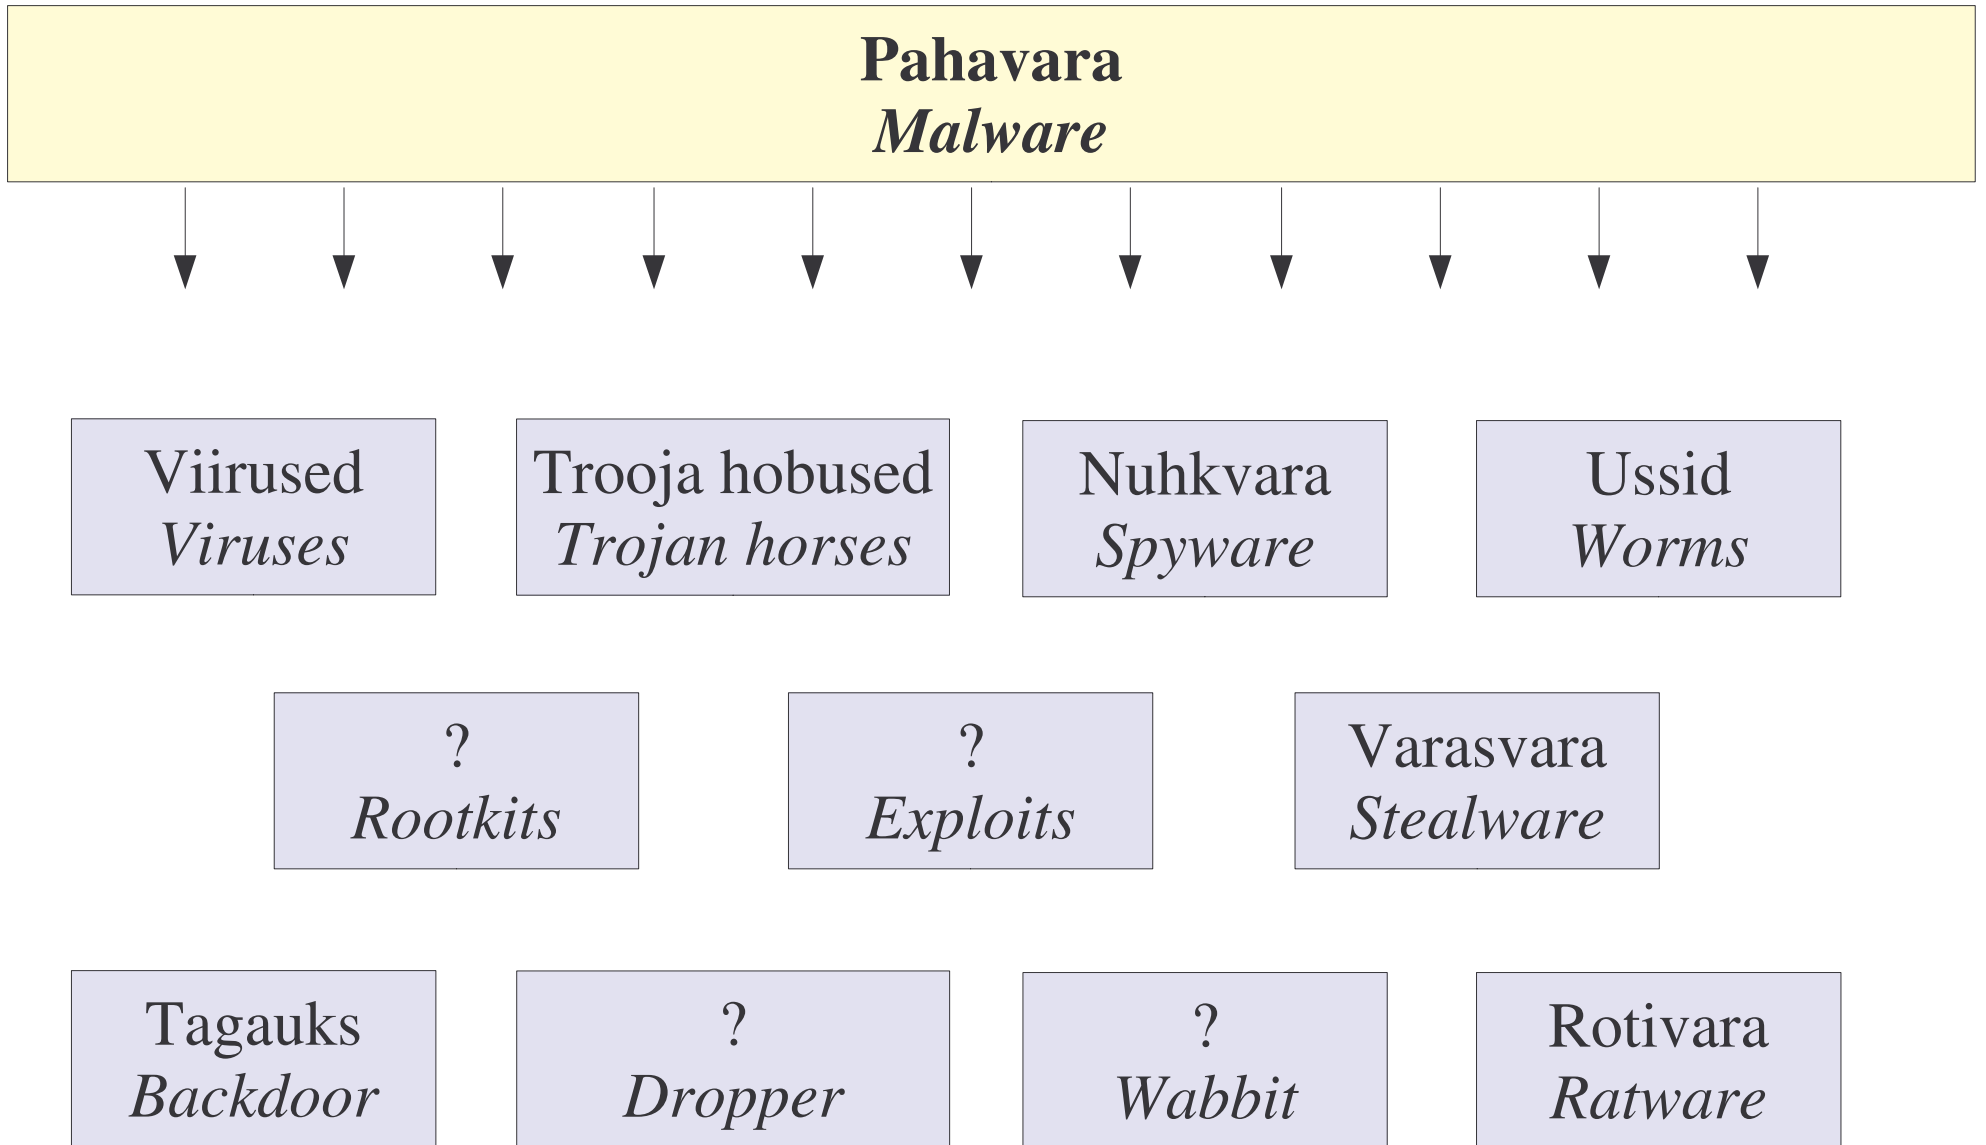 Pahavara
Malware
Viirused
Viruses
Trooja hobused
Trojan horses
Nuhkvara
Spyware
Ussid
Worms
?
Rootkits
?
Exploits
Varasvara
Stealware
Tagauks
Backdoor
?
Dropper
?
Wabbit
Rotivara
Ratware